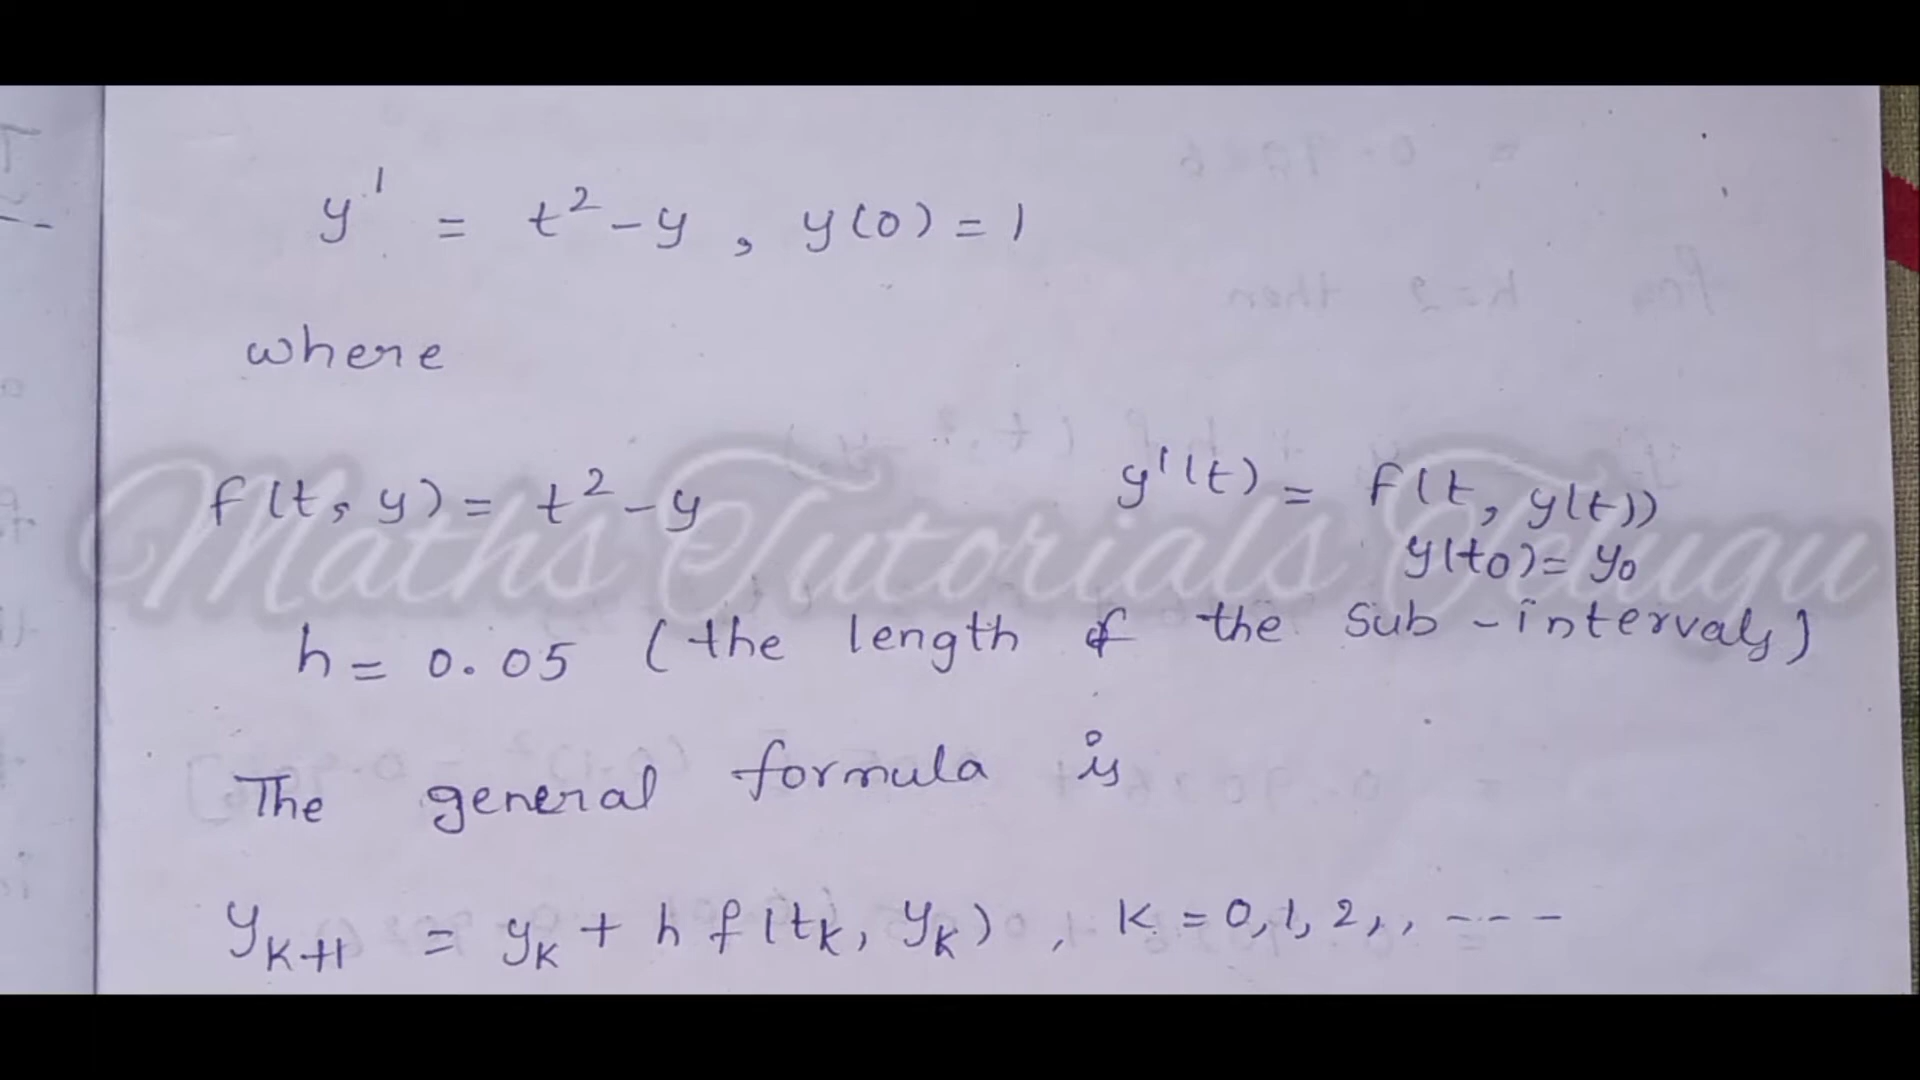 y' = t² - y, y(0) = 1
where
f(t, y) = t² - y
y'(t) = f(t, y(t))
y(t₀) = y₀
h = 0.05 (the length of the sub-intervals)
The general formula is
yₖ₊₁ = yₖ + h f(tₖ, yₖ), K = 0, 1, 2, , ---
Maths Tutorials Telugu